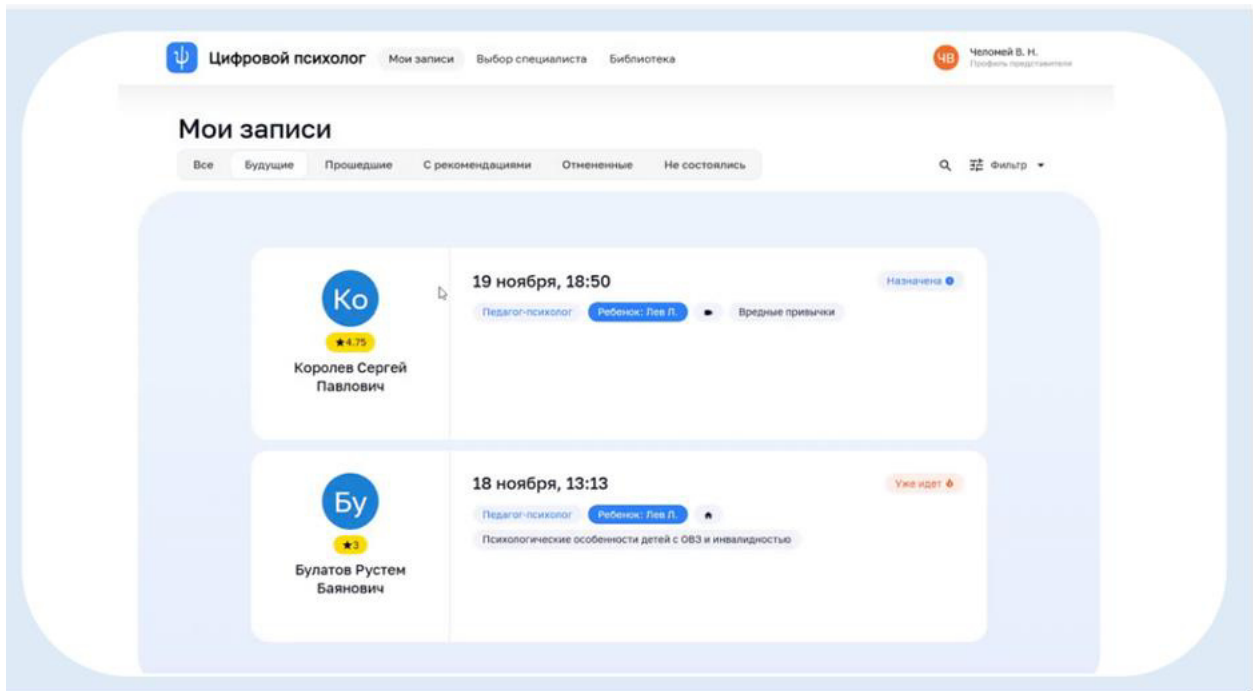 Цифровой психолог Мои записи Выбор специалиста Библиотека
ЧВ
Челомей В. Н.
Профиль представителя
Мои записи
Все Будущие Прошедшие С рекомендациями Отмененные Не состоялись Фильтр
Ко
★4.75
Королев Сергей
Павлович
19 ноября, 18:50
Назначена
Педагог-психолог Ребенок: Лев Л. Вредные привычки
Бу
★3
Булатов Рустем
Баянович
18 ноября, 13:13
Уже идет
Педагог-психолог Ребенок: Лев Л.
Психологические особенности детей с ОВЗ и инвалидностью